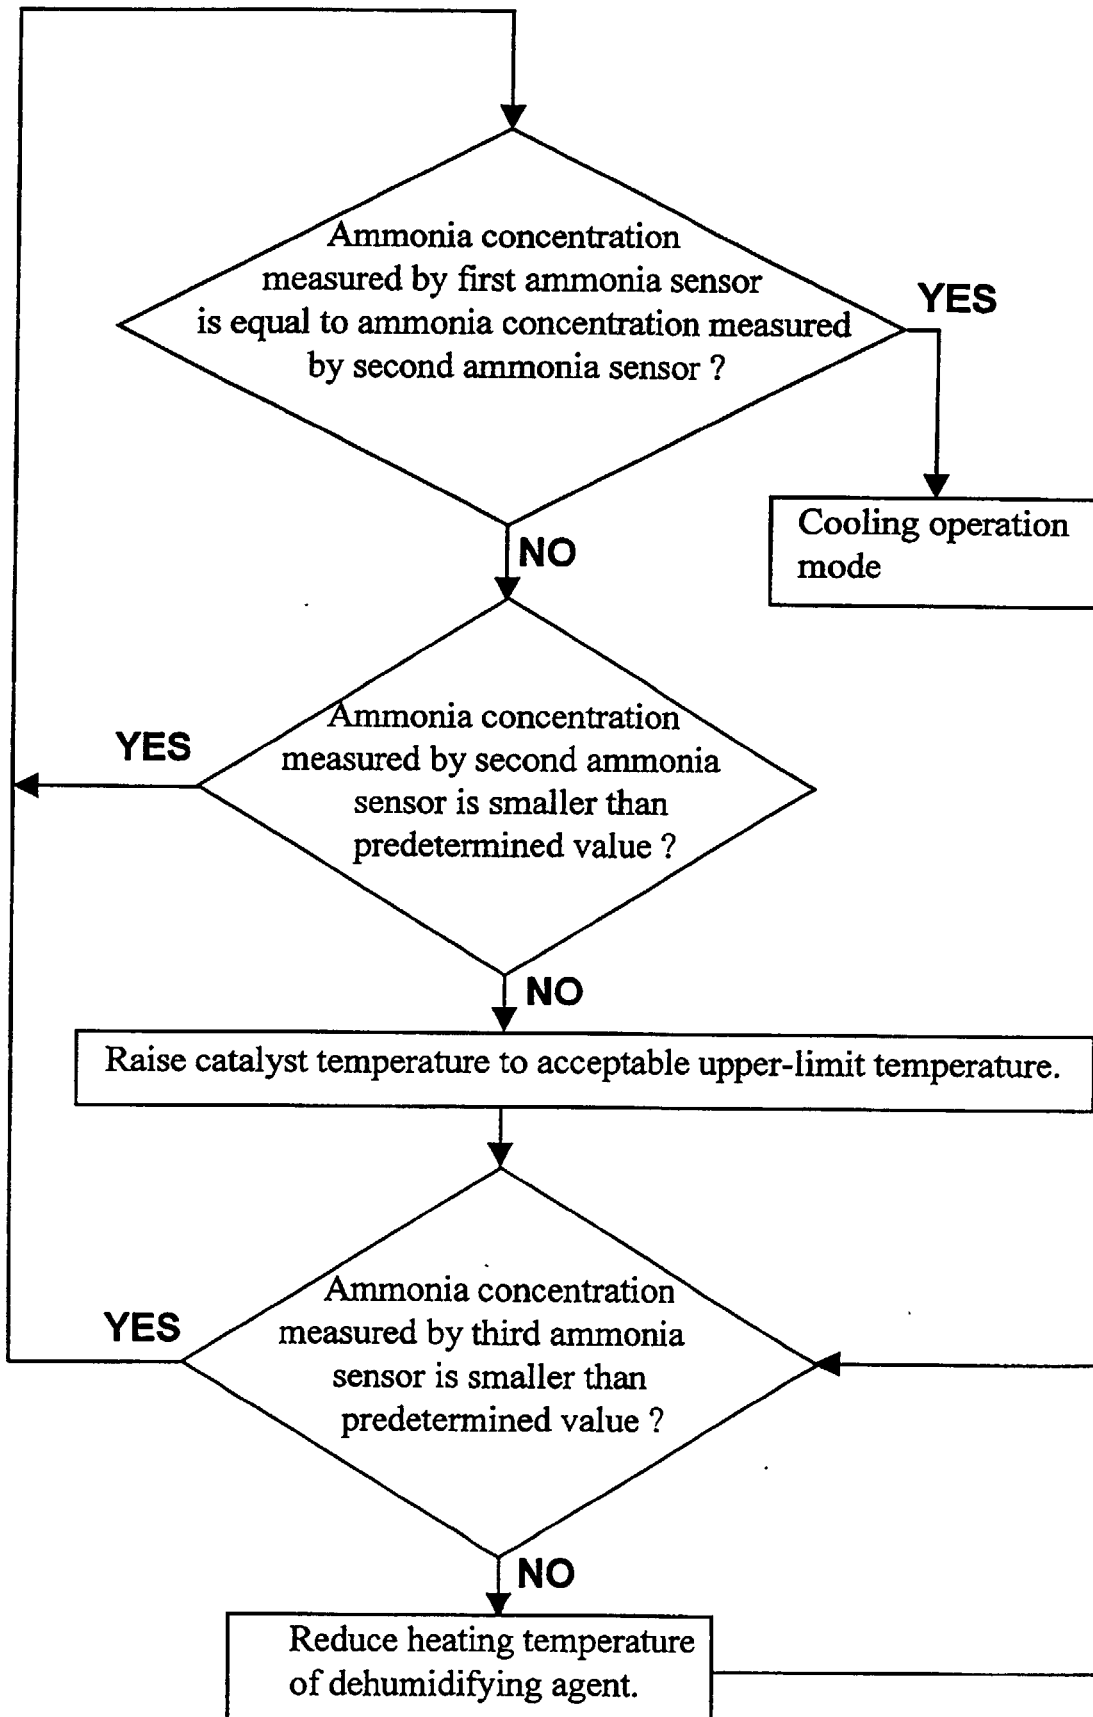 Ammonia concentration
measured by first ammonia sensor
is equal to ammonia concentration measured
by second ammonia sensor ?
YES
Cooling operation
mode
NO
Ammonia concentration
measured by second ammonia
sensor is smaller than
predetermined value ?
YES
NO
Raise catalyst temperature to acceptable upper-limit temperature.
Ammonia concentration
measured by third ammonia
sensor is smaller than
predetermined value ?
YES
NO
Reduce heating temperature
of dehumidifying agent.